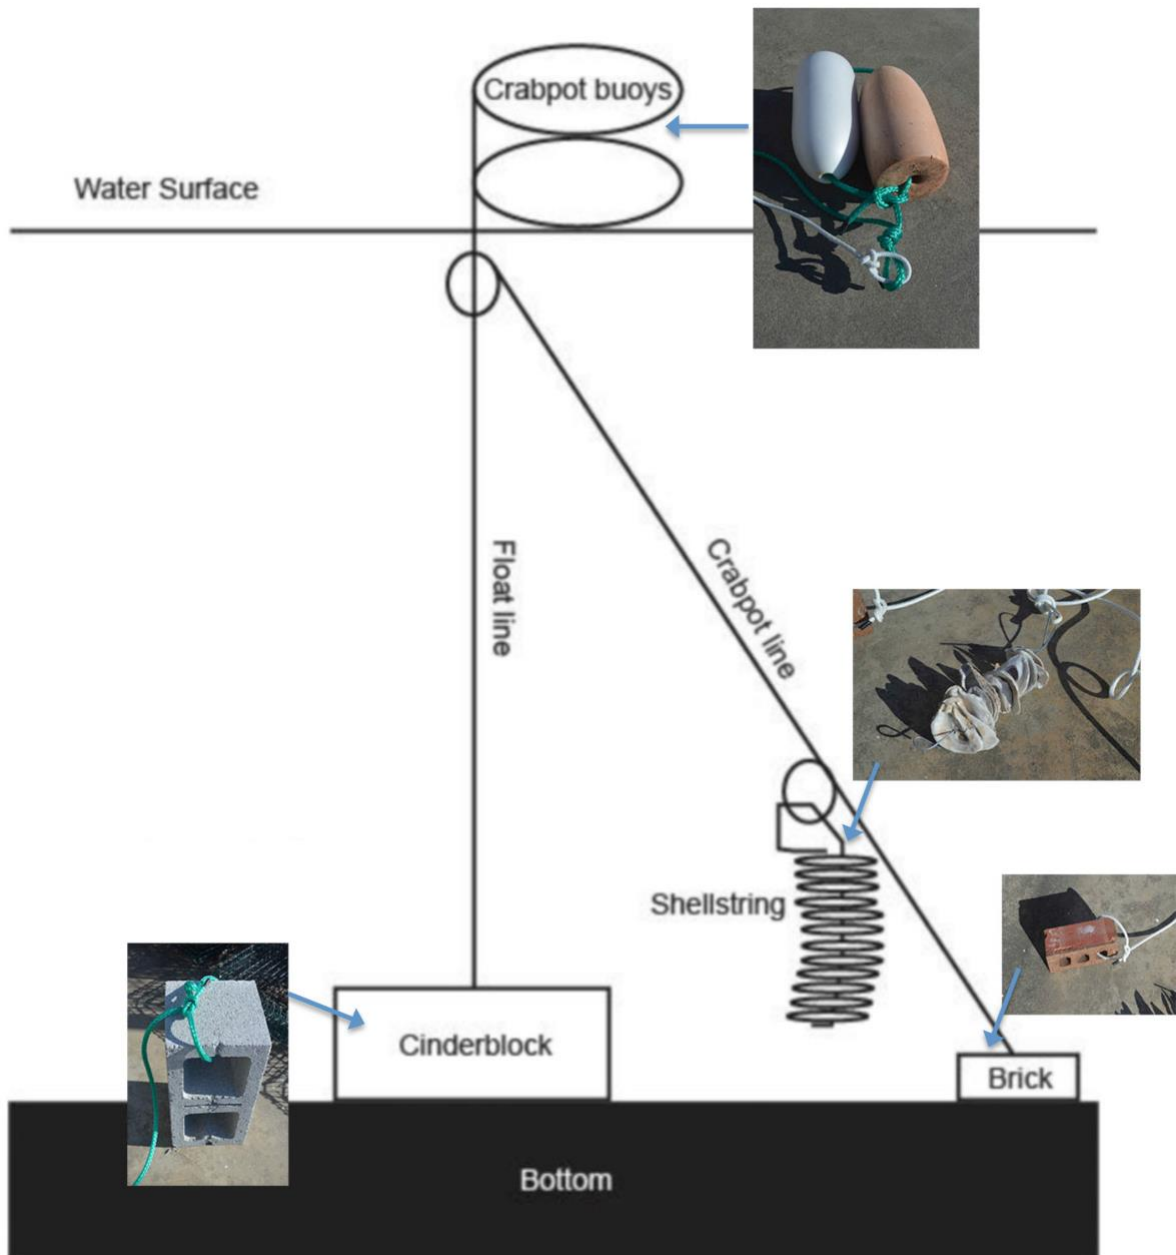 Crabpot buoys
Water Surface
Float line
Crabpot line
Shellstring
Cinderblock
Brick
Bottom